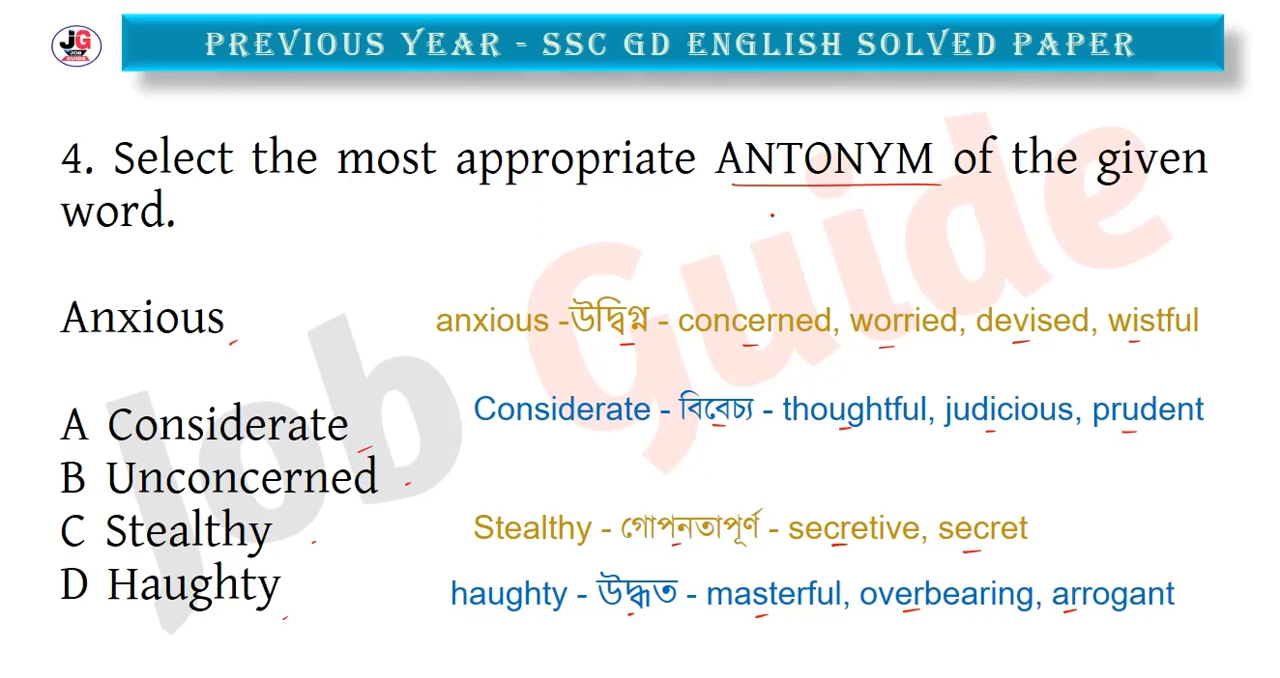 JG
JOB
GUIDE
PREVIOUS YEAR - SSC GD ENGLISH SOLVED PAPER
4. Select the most appropriate ANTONYM of the given
word.
Anxious
anxious -উদ্বিগ্ন - concerned, worried, devised, wistful
A Considerate
Considerate - বিবেচ্য - thoughtful, judicious, prudent
B Unconcerned
C Stealthy
Stealthy - গোপনতাপূর্ণ - secretive, secret
D Haughty
haughty - উদ্ধত - masterful, overbearing, arrogant
Job Guide